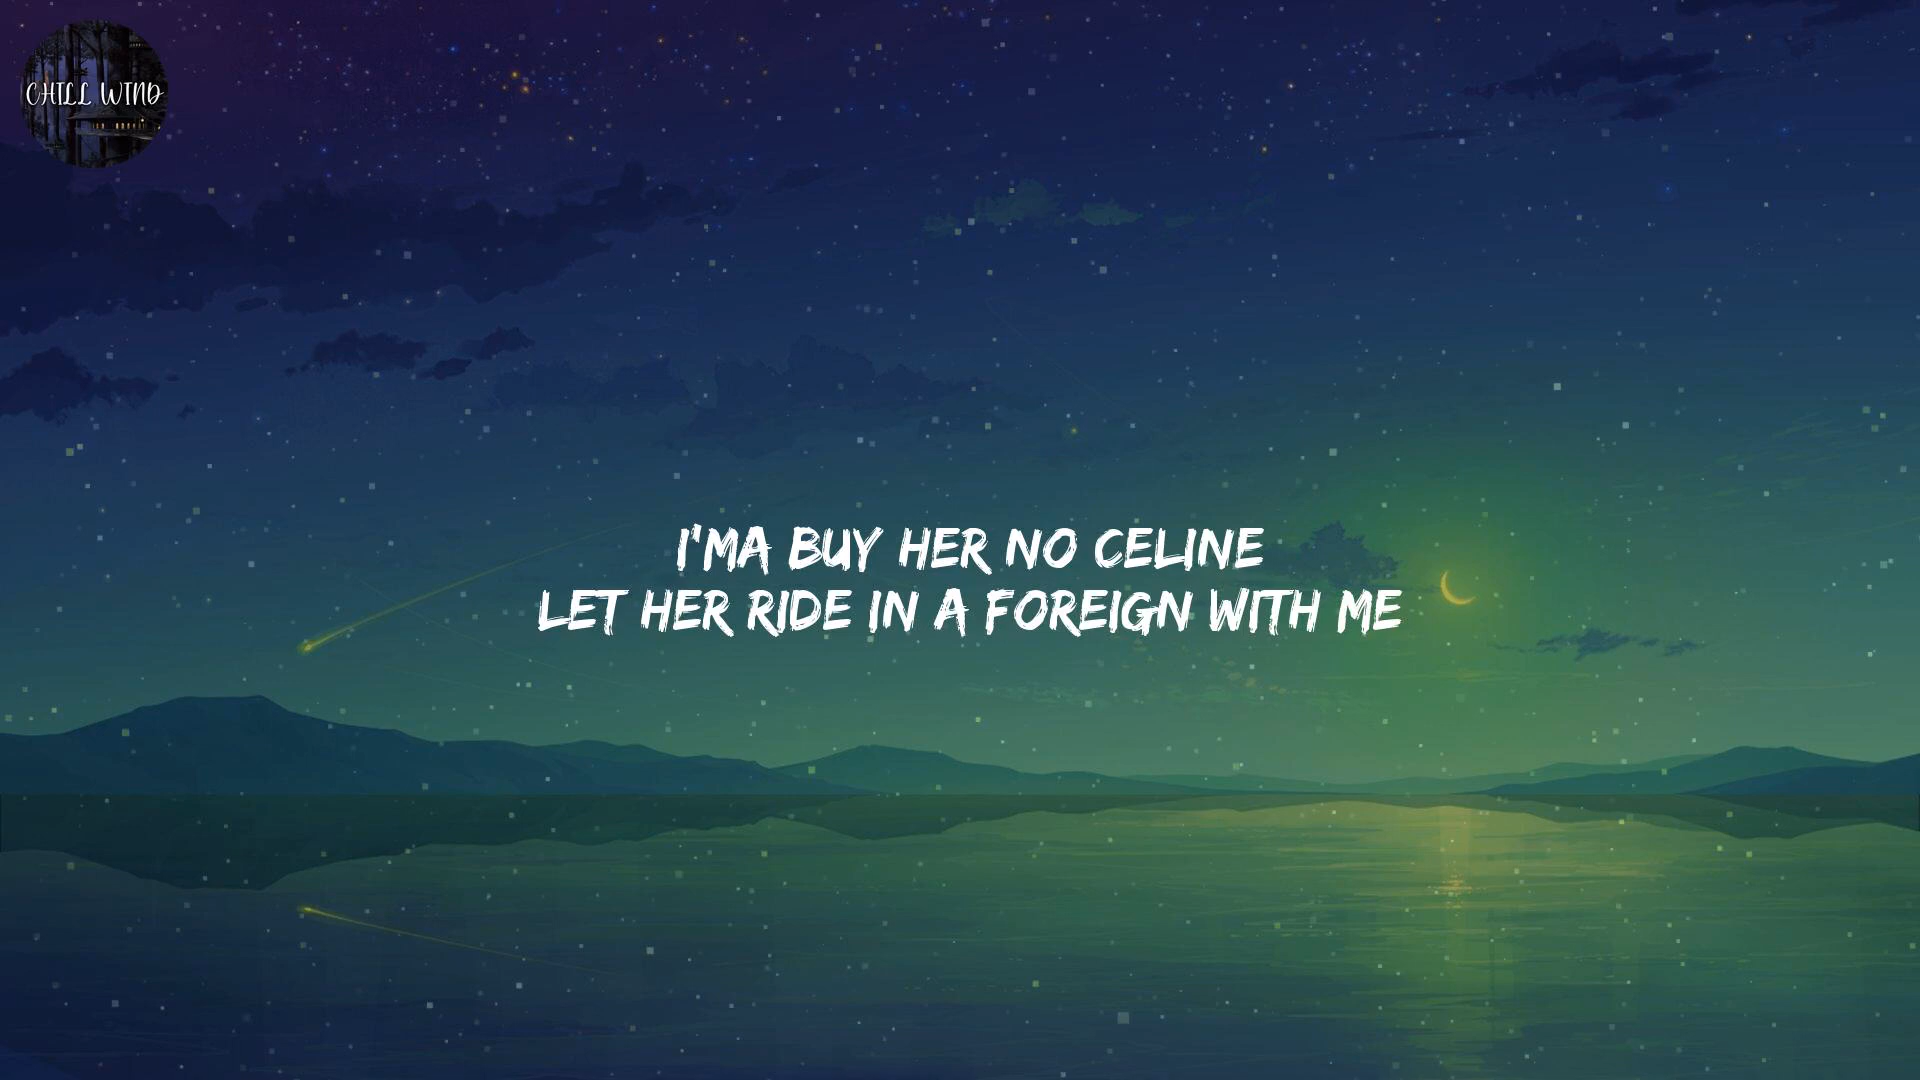 CHILL WIND
I'MA BUY HER NO CELINE
LET HER RIDE IN A FOREIGN WITH ME